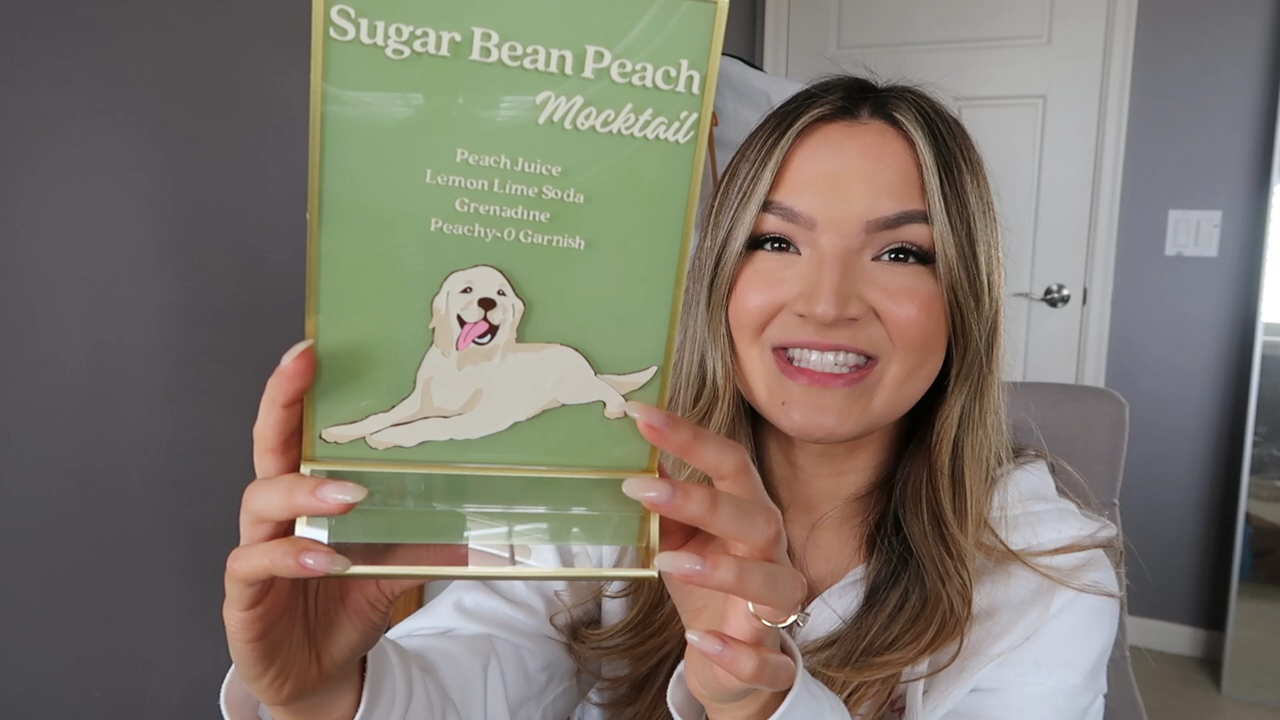 Sugar Bean Peach
Mocktail
Peach Juice
Lemon Lime Soda
Grenadine
Peachy-O Garnish